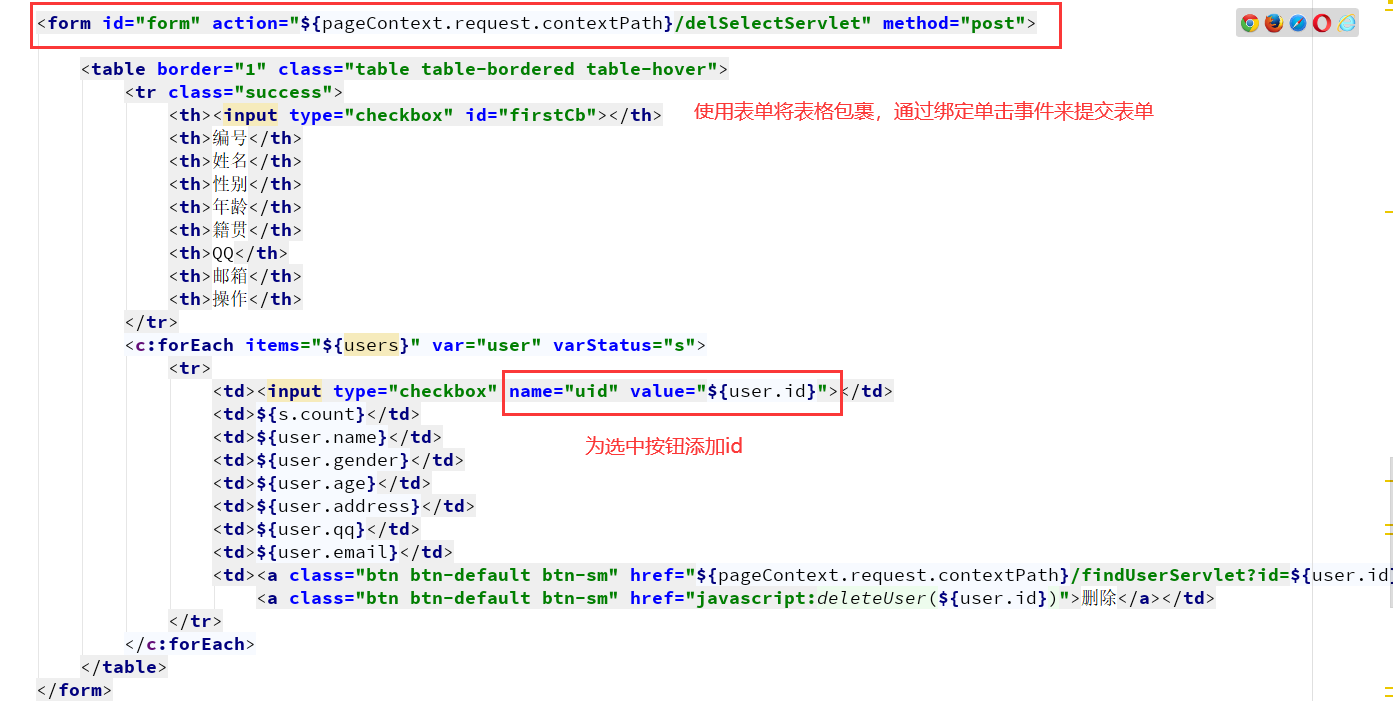 <form id="form" action="${pageContext.request.contextPath}/delSelectServlet" method="post">
<table border="1" class="table table-bordered table-hover">
<tr class="success">
<th><input type="checkbox" id="firstCb"></th>
使用表单将表格包裹，通过绑定单击事件来提交表单
<th>编号</th>
<th>姓名</th>
<th>性别</th>
<th>年龄</th>
<th>籍贯</th>
<th>QQ</th>
<th>邮箱</th>
<th>操作</th>
</tr>
<c:forEach items="${users}" var="user" varStatus="s">
<tr>
<td><input type="checkbox" name="uid" value="${user.id}"></td>
<td>${s.count}</td>
<td>${user.name}</td>
为选中按钮添加id
<td>${user.gender}</td>
<td>${user.age}</td>
<td>${user.address}</td>
<td>${user.qq}</td>
<td>${user.email}</td>
<td><a class="btn btn-default btn-sm" href="${pageContext.request.contextPath}/findUserServlet?id=${user.id}
<a class="btn btn-default btn-sm" href="javascript:deleteUser(${user.id})">删除</a></td>
</tr>
</c:forEach>
</table>
</form>